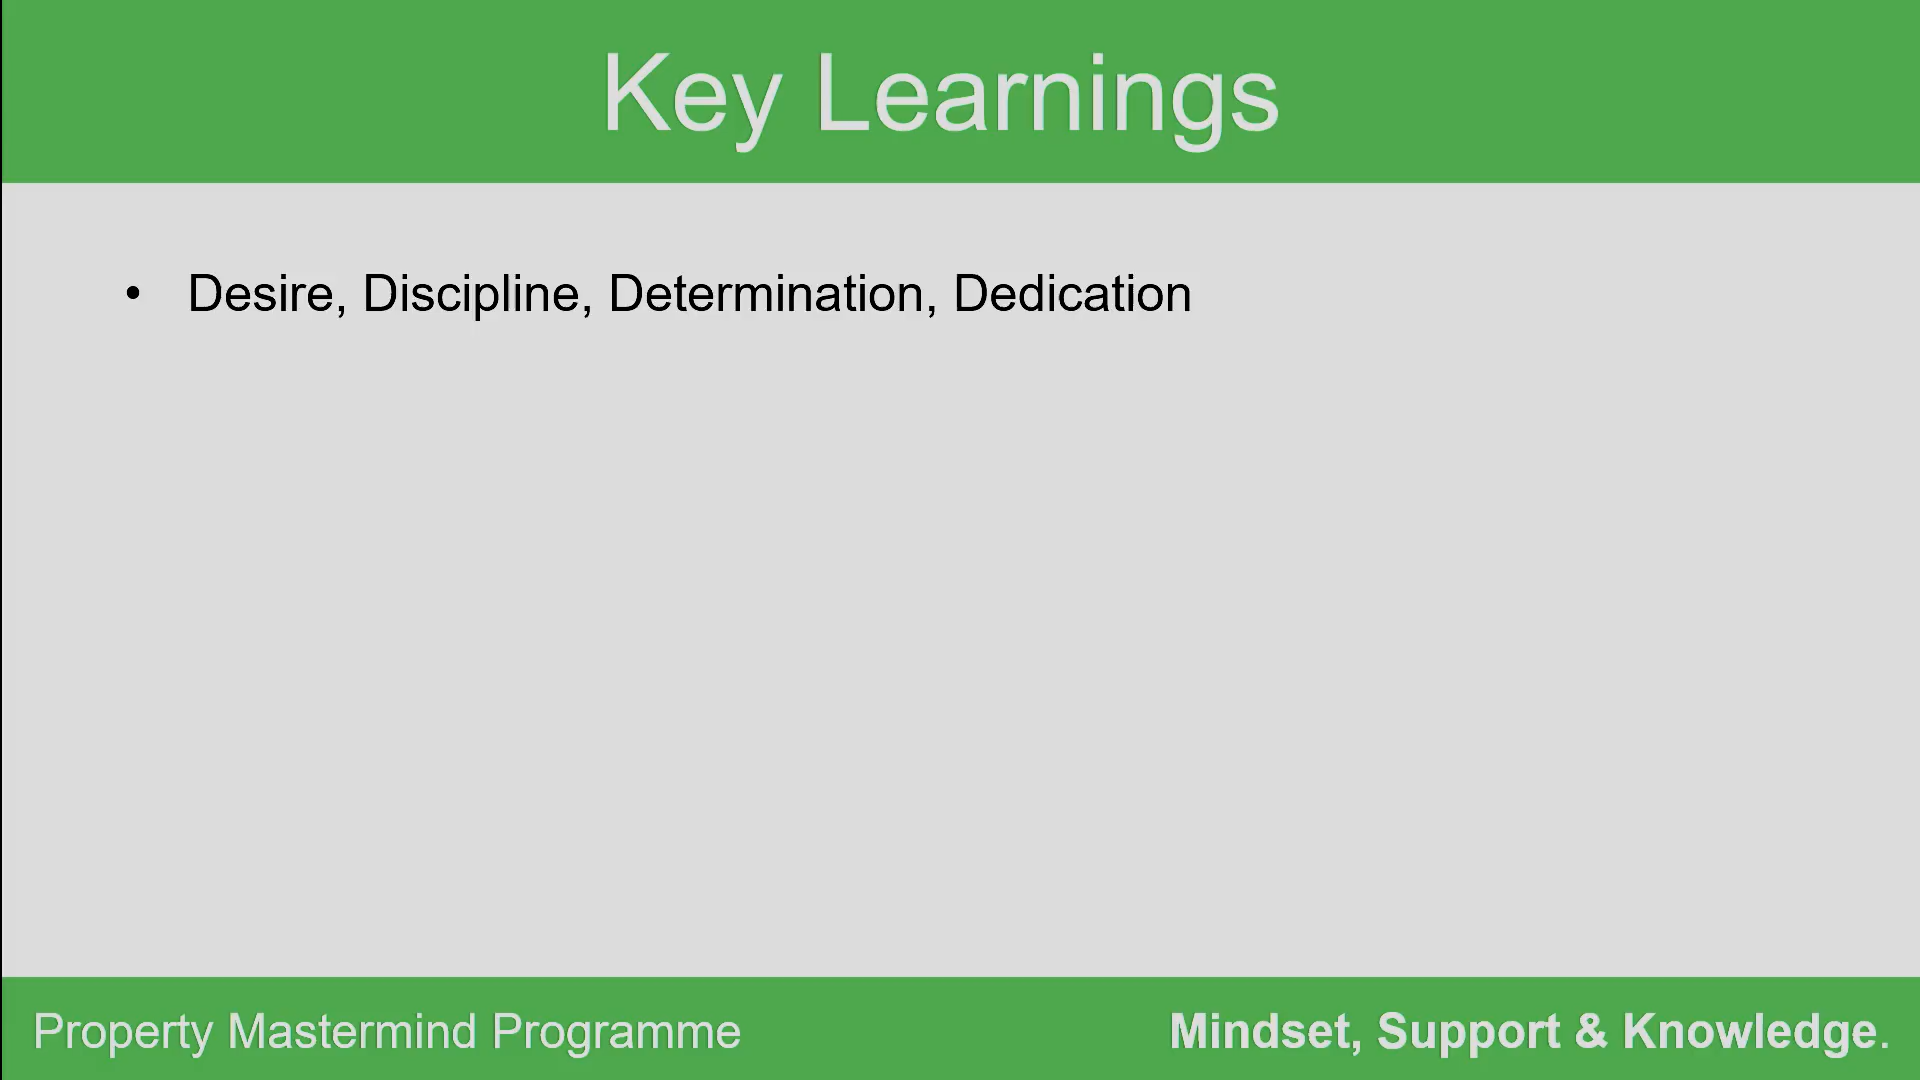 Key Learnings
• Desire, Discipline, Determination, Dedication
Property Mastermind Programme
Mindset, Support & Knowledge.